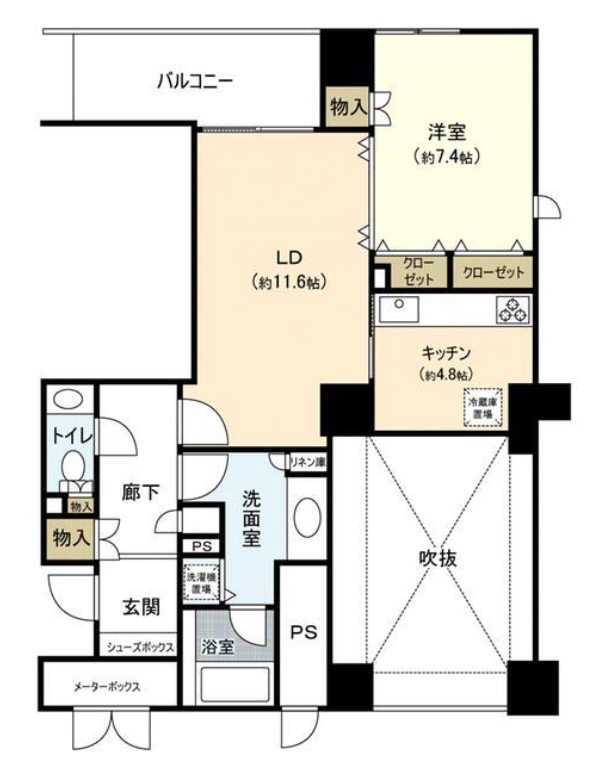 バルコニー
物入
洋室
(約7.4帖)
LD
(約11.6帖)
クロー
ゼット
クローゼット
キッチン
(約4.8帖)
冷蔵庫
置場
トイレ
リネン庫
廊下
洗面室
物入
物入
PS
吹抜
洗濯機
置場
玄関
PS
浴室
シューズボックス
メーターボックス